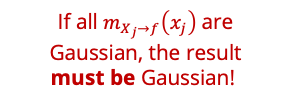 If all m_{X_j→f}(x_j) are
Gaussian, the result
must be Gaussian!